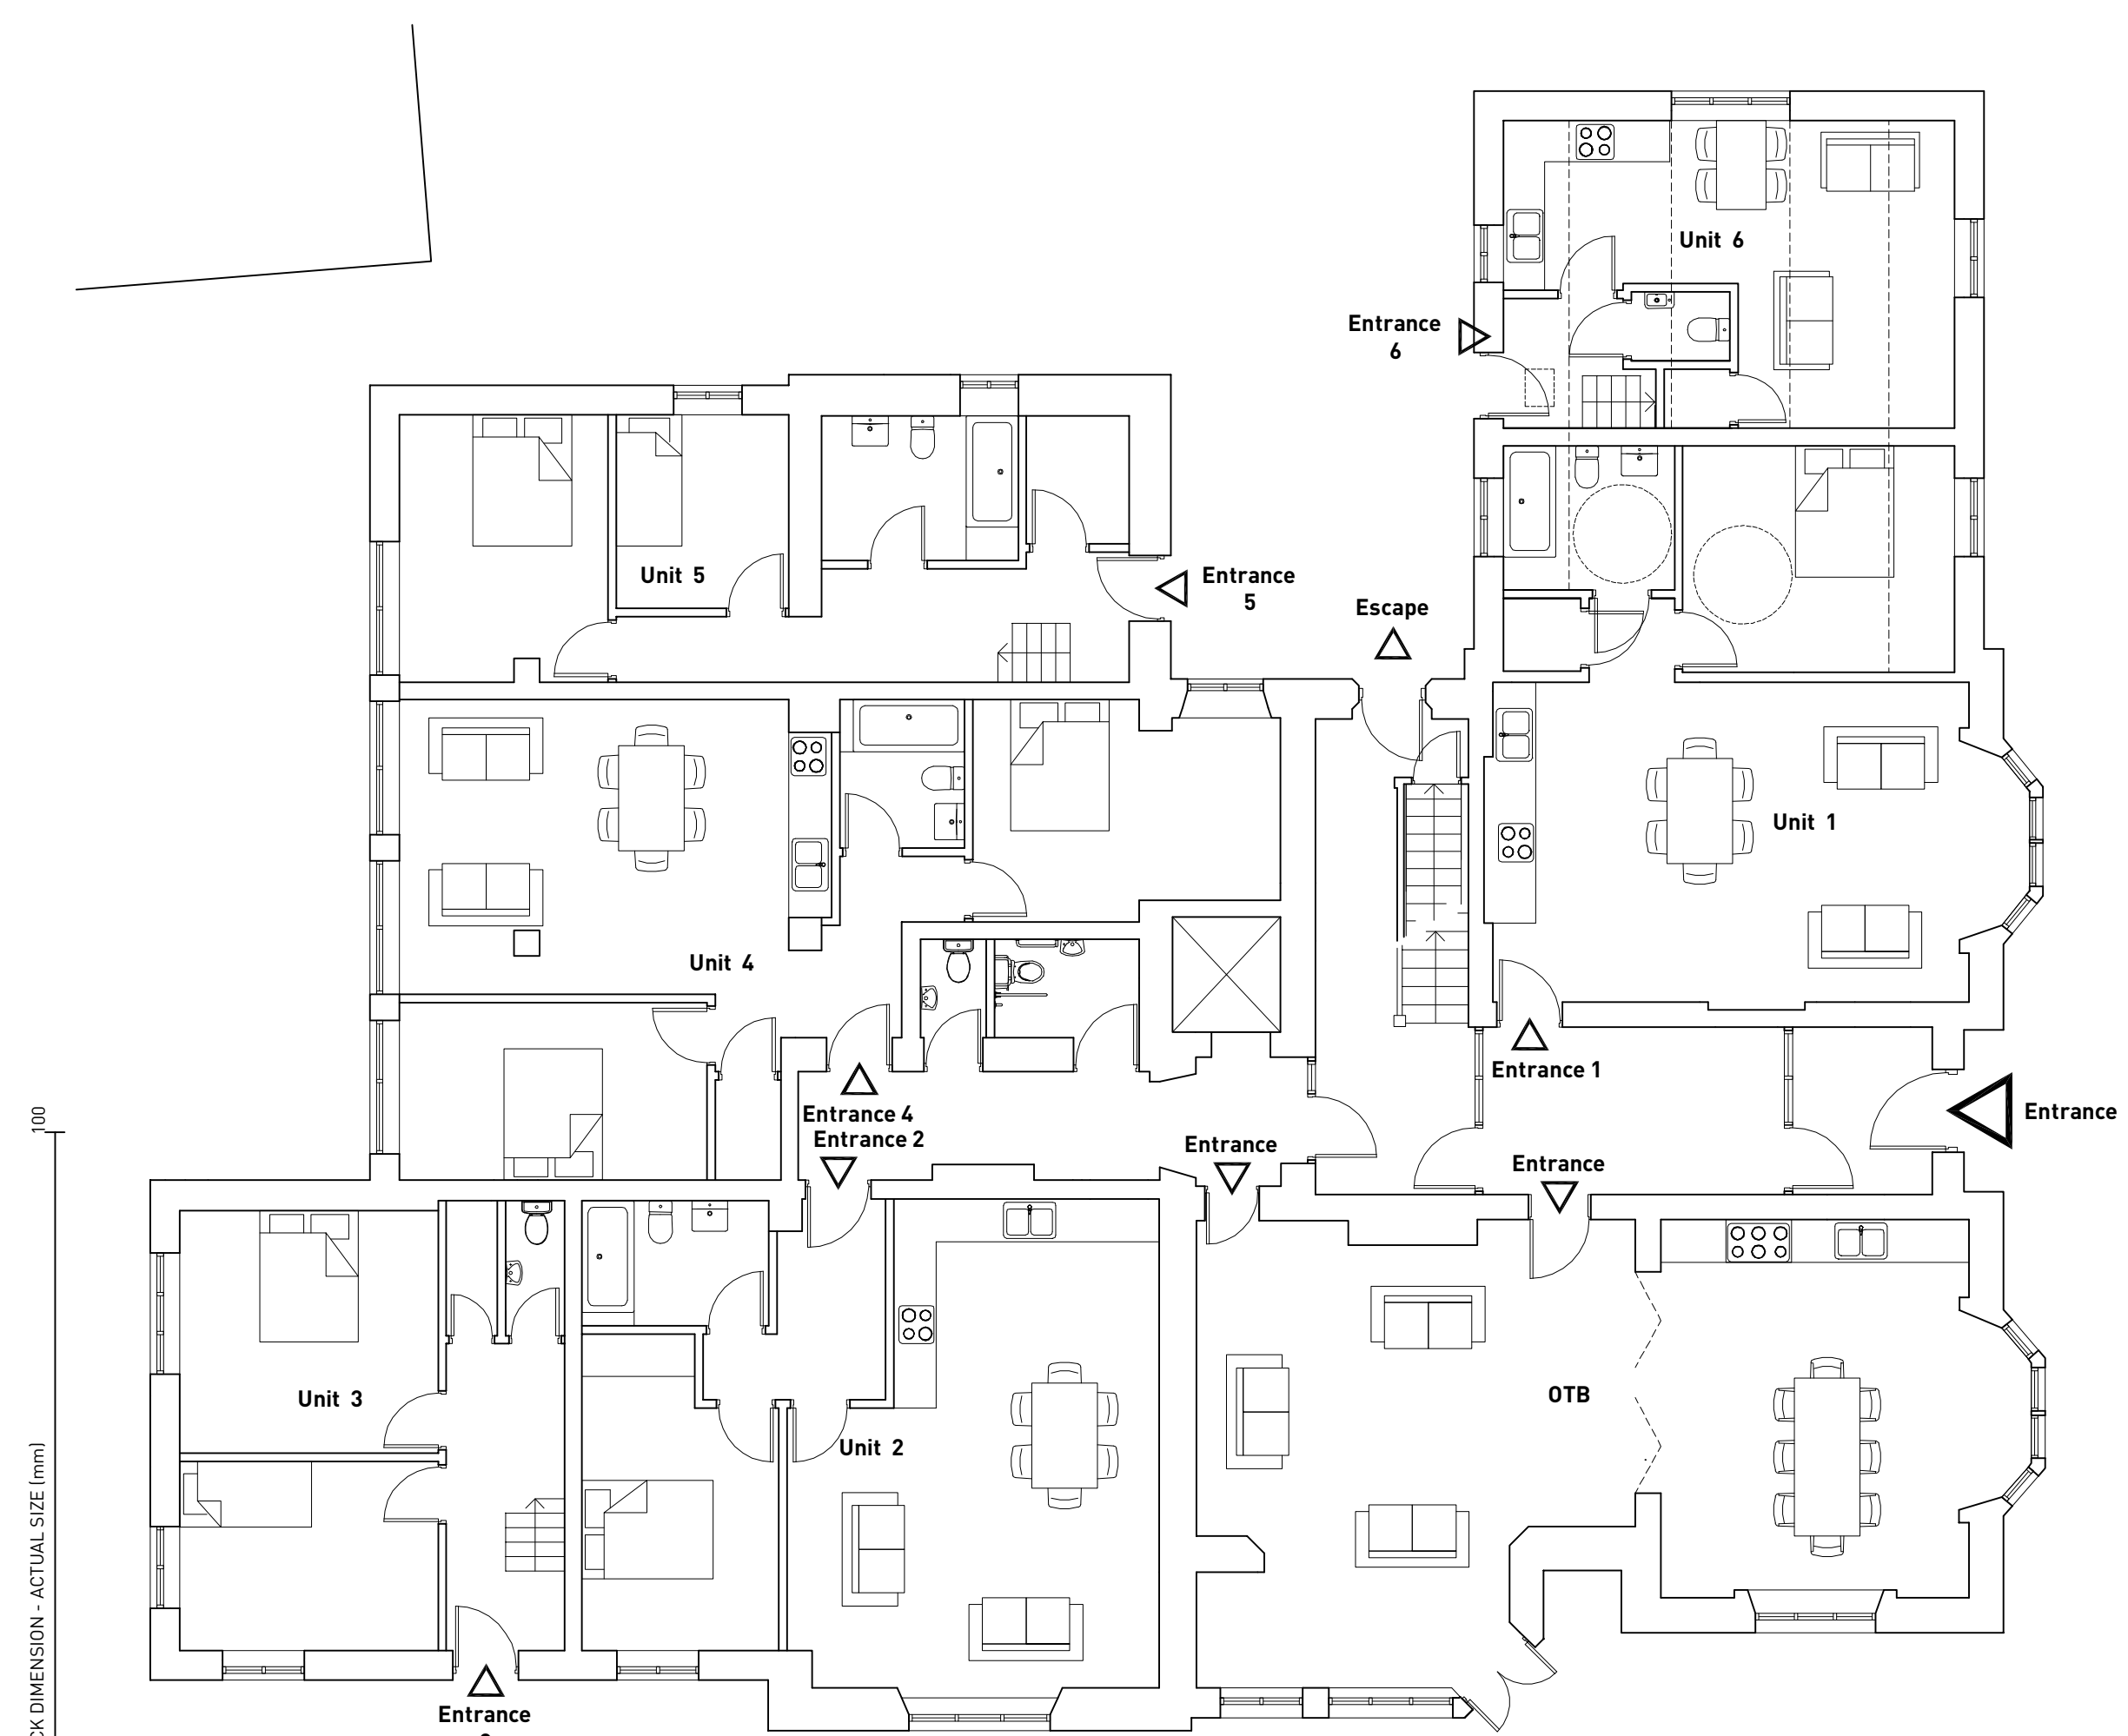 Unit 6
Entrance
6
Unit 5
Entrance
5
Escape
Unit 1
Unit 4
Entrance 1
Entrance 4
Entrance 2
Entrance
Entrance
Entrance
100
Unit 3
Unit 2
OTB
Entrance
CK DIMENSION - ACTUAL SIZE (mm)